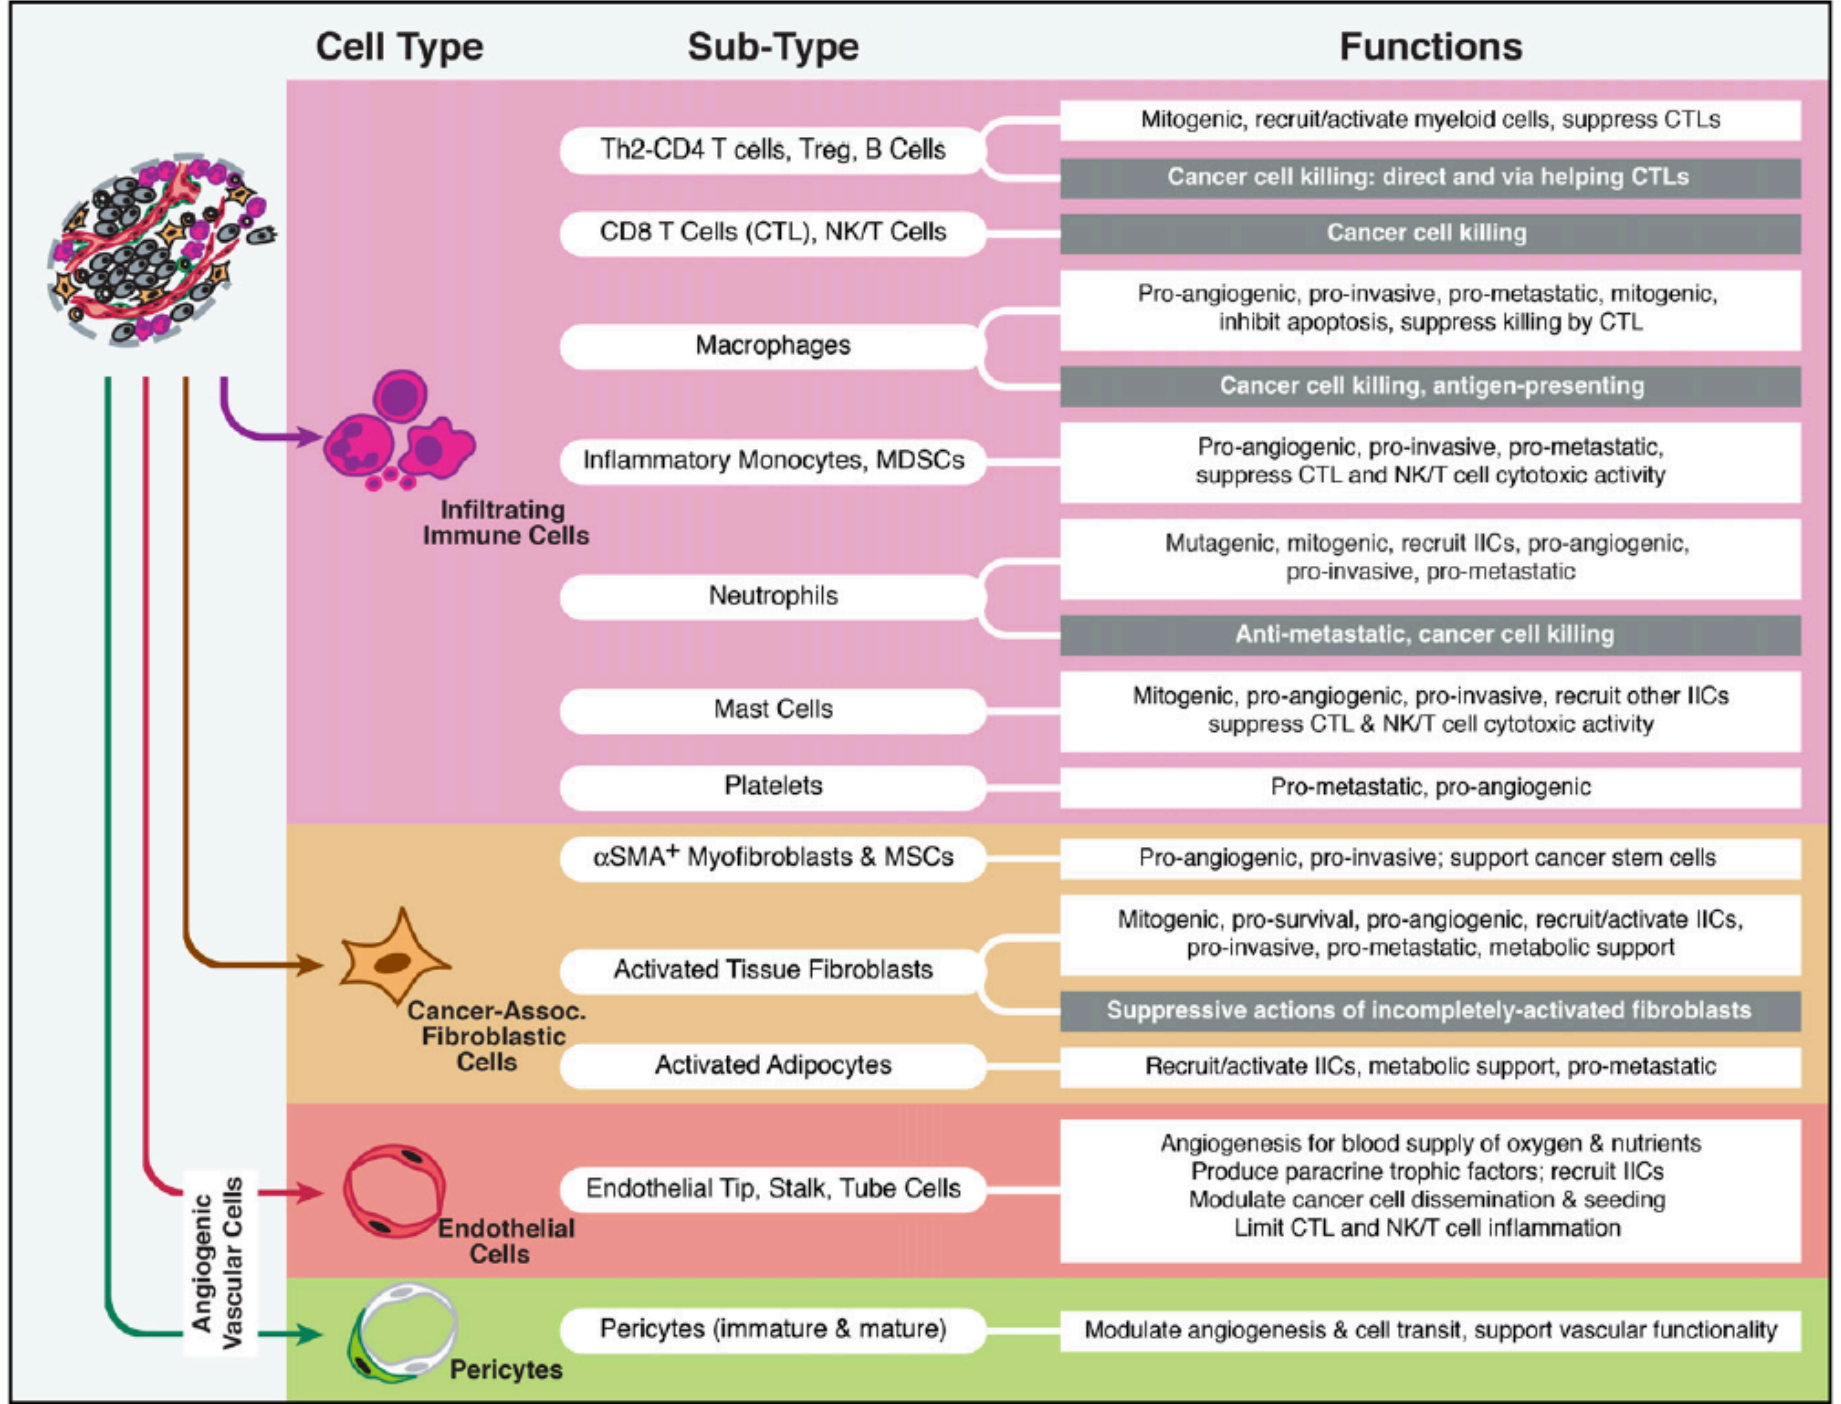 Cell Type
Sub-Type
Functions
Th2-CD4 T cells, Treg, B Cells
Mitogenic, recruit/activate myeloid cells, suppress CTLs
Cancer cell killing: direct and via helping CTLs
CD8 T Cells (CTL), NK/T Cells
Cancer cell killing
Macrophages
Pro-angiogenic, pro-invasive, pro-metastatic, mitogenic,
inhibit apoptosis, suppress killing by CTL
Cancer cell killing, antigen-presenting
Infiltrating
Immune Cells
Inflammatory Monocytes, MDSCs
Pro-angiogenic, pro-invasive, pro-metastatic,
suppress CTL and NK/T cell cytotoxic activity
Neutrophils
Mutagenic, mitogenic, recruit IICs, pro-angiogenic,
pro-invasive, pro-metastatic
Anti-metastatic, cancer cell killing
Mast Cells
Mitogenic, pro-angiogenic, pro-invasive, recruit other IICs
suppress CTL & NK/T cell cytotoxic activity
Platelets
Pro-metastatic, pro-angiogenic
αSMA+ Myofibroblasts & MSCs
Pro-angiogenic, pro-invasive; support cancer stem cells
Cancer-Assoc.
Fibroblastic
Cells
Activated Tissue Fibroblasts
Mitogenic, pro-survival, pro-angiogenic, recruit/activate IICs,
pro-invasive, pro-metastatic, metabolic support
Suppressive actions of incompletely-activated fibroblasts
Activated Adipocytes
Recruit/activate IICs, metabolic support, pro-metastatic
Angiogenic
Vascular Cells
Endothelial
Cells
Endothelial Tip, Stalk, Tube Cells
Angiogenesis for blood supply of oxygen & nutrients
Produce paracrine trophic factors; recruit IICs
Modulate cancer cell dissemination & seeding
Limit CTL and NK/T cell inflammation
Pericytes
Pericytes (immature & mature)
Modulate angiogenesis & cell transit, support vascular functionality